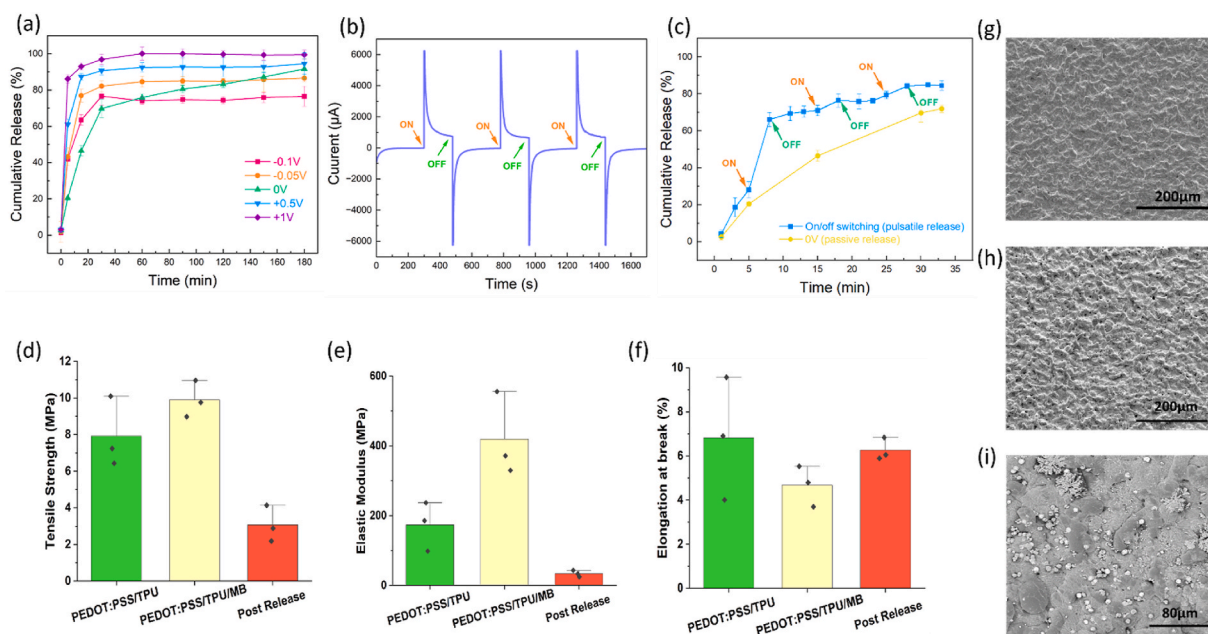 (a)
Cumulative Release (%)
100
80
60
40
20
0
-0.1V
-0.05V
0V
+0.5V
+1V
0 20 40 60 80 100 120 140 160 180
Time (min)
(b)
Cuurent (μA)
6000
4000
2000
0
-2000
-4000
-6000
ON
OFF
ON
OFF
ON
OFF
0 200 400 600 800 1000 1200 1400 1600
Time (s)
(c)
Cumulative Release (%)
100
80
60
40
20
0
ON
OFF
ON
OFF
ON
OFF
On/off switching (pulsatile release)
0V (passive release)
0 5 10 15 20 25 30 35
Time (min)
(g)
200μm
(h)
200μm
(i)
80μm
(d)
Tensile Strength (MPa)
12
10
8
6
4
2
0
PEDOT:PSS/TPU
PEDOT:PSS/TPU/MB
Post Release
(e)
Elastic Modulus (MPa)
600
400
200
0
PEDOT:PSS/TPU
PEDOT:PSS/TPU/MB
Post Release
(f)
Elongation at break (%)
10
8
6
4
2
0
PEDOT:PSS/TPU
PEDOT:PSS/TPU/MB
Post Release